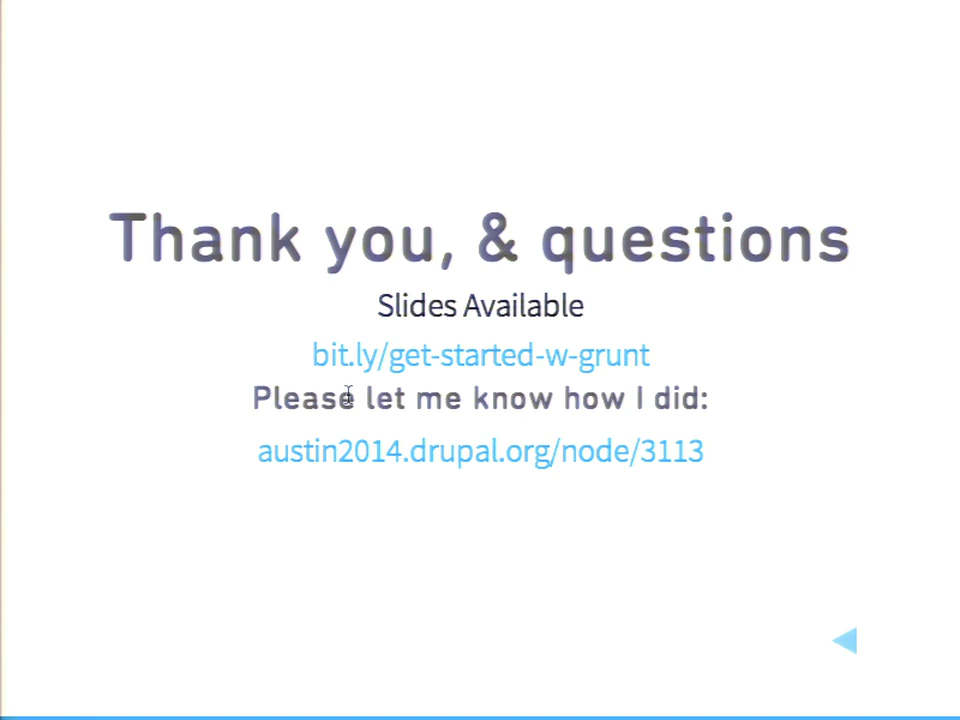 Thank you, & questions
Slides Available
bit.ly/get-started-w-grunt
Please let me know how I did:
austin2014.drupal.org/node/3113